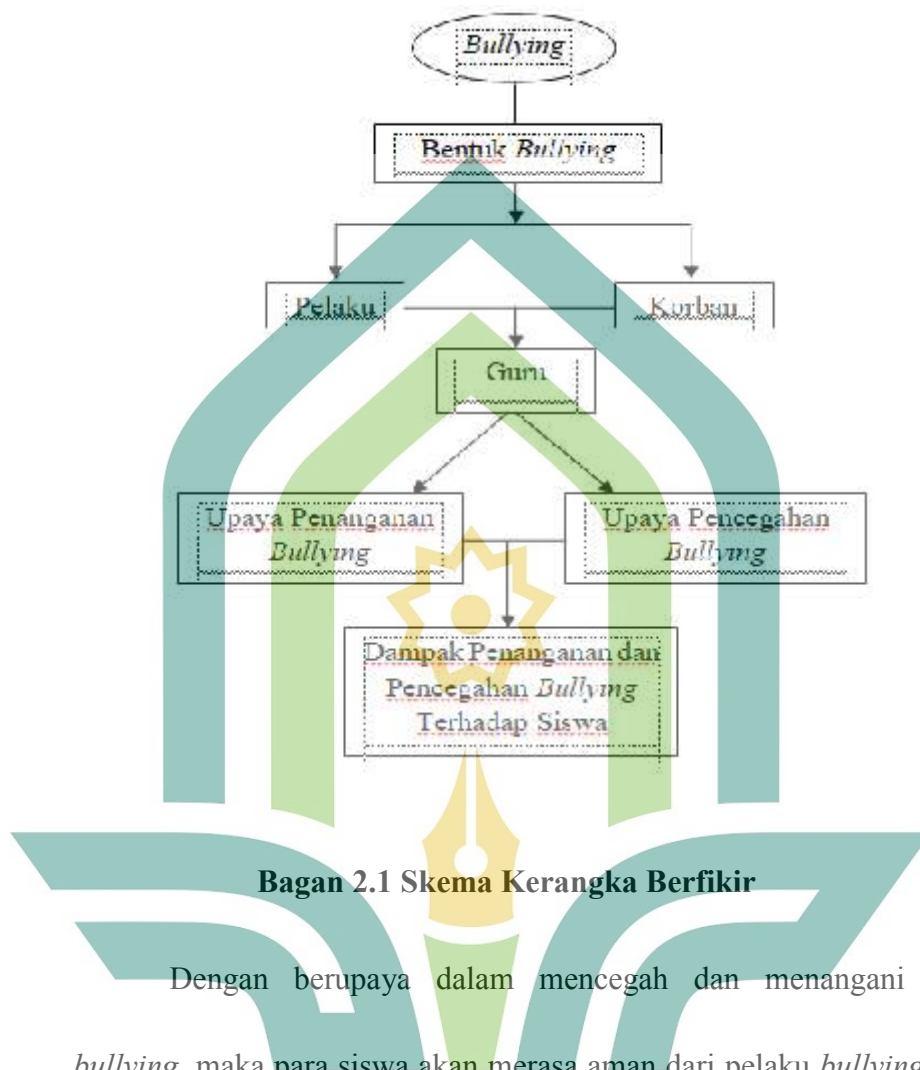 Bullying
Bentuk Bullying
Pelaku
Korban
Guru
Upaya Penanganan
Bullying
Upaya Pencegahan
Bullying
Dampak Penanganan dan
Pencegahan Bullying
Terhadap Siswa
Bagan 2.1 Skema Kerangka Berfikir
Dengan berupaya dalam mencegah dan menangani
bullying, maka para siswa akan merasa aman dari pelaku bullying